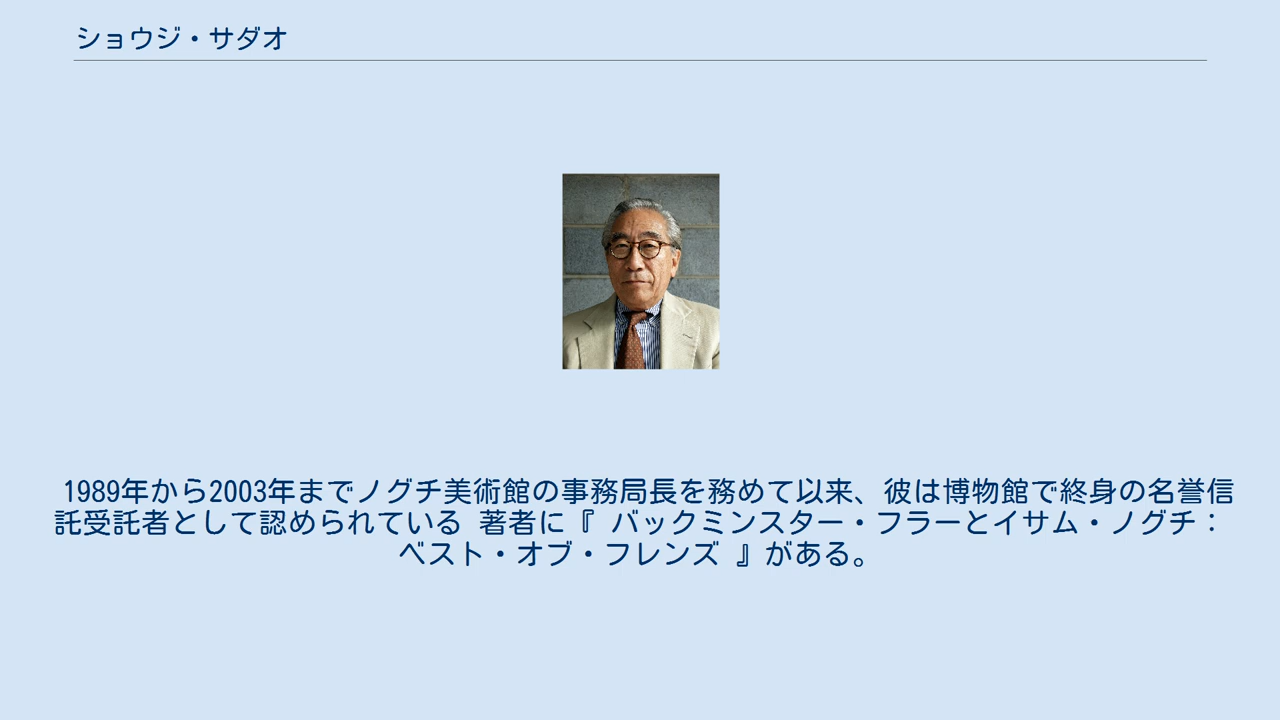 ショウジ・サダオ
1989年から2003年までノグチ美術館の事務局長を務めて以来、彼は博物館で終身の名誉信
託受託者として認められている 著者に『 バックミンスター・フラーとイサム・ノグチ：
ベスト・オブ・フレンズ 』がある。